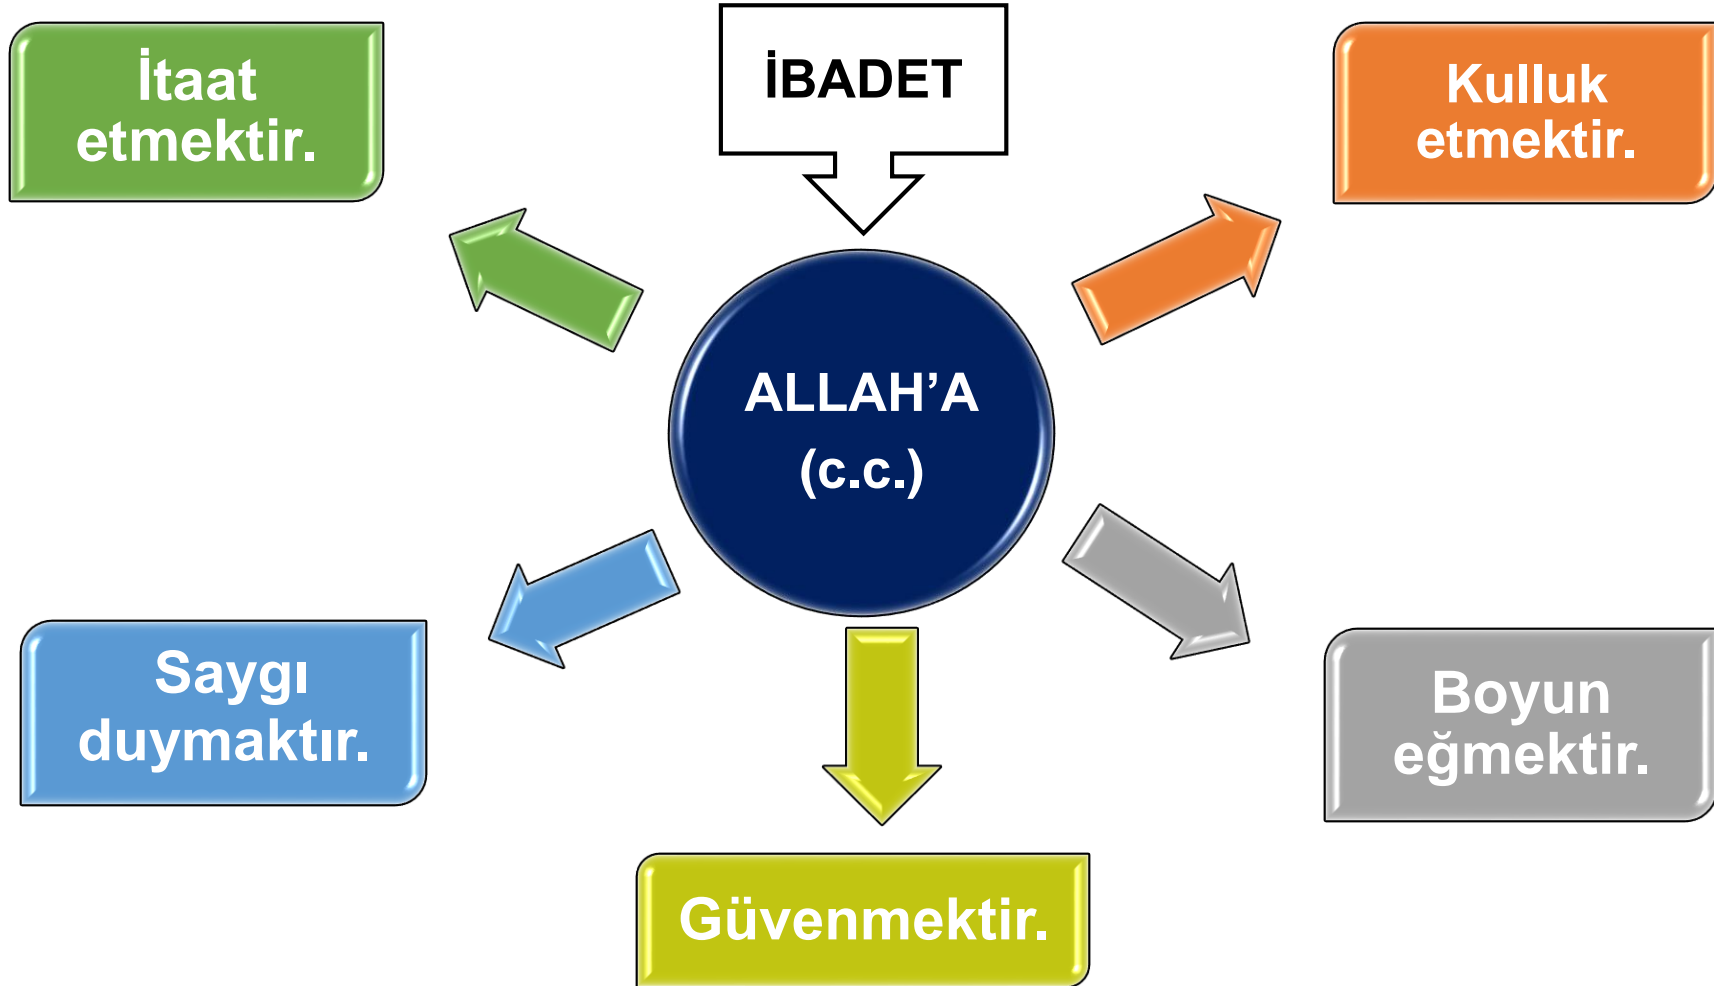 İBADET
İtaat
etmektir.
Kulluk
etmektir.
ALLAH’A
(c.c.)
Saygı
duymaktır.
Boyun
eğmektir.
Güvenmektir.